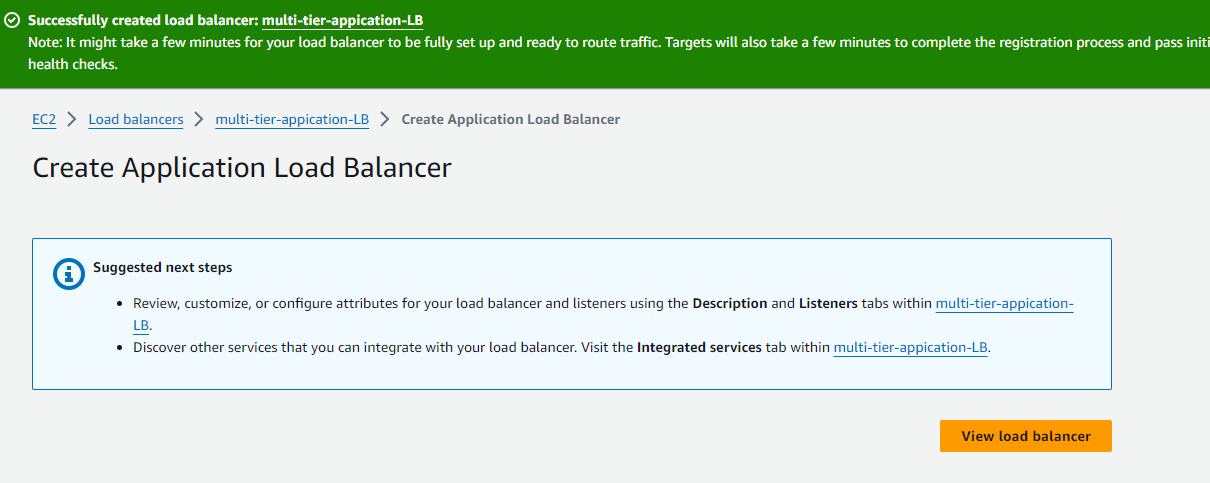 Successfully created load balancer: multi-tier-appication-LB
Note: It might take a few minutes for your load balancer to be fully set up and ready to route traffic. Targets will also take a few minutes to complete the registration process and pass initi
health checks.
EC2 > Load balancers > multi-tier-appication-LB > Create Application Load Balancer
Create Application Load Balancer
Suggested next steps
• Review, customize, or configure attributes for your load balancer and listeners using the Description and Listeners tabs within multi-tier-appication-
LB.
• Discover other services that you can integrate with your load balancer. Visit the Integrated services tab within multi-tier-appication-LB.
View load balancer